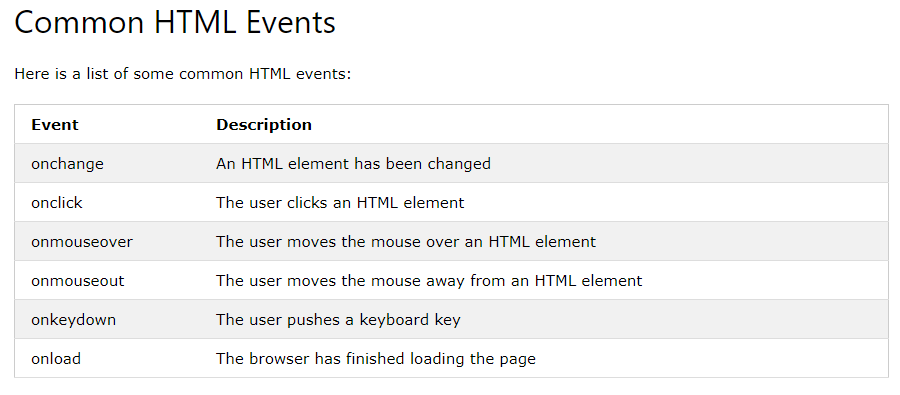 Common HTML Events
Here is a list of some common HTML events:
Event Description
onchange An HTML element has been changed
onclick The user clicks an HTML element
onmouseover The user moves the mouse over an HTML element
onmouseout The user moves the mouse away from an HTML element
onkeydown The user pushes a keyboard key
onload The browser has finished loading the page